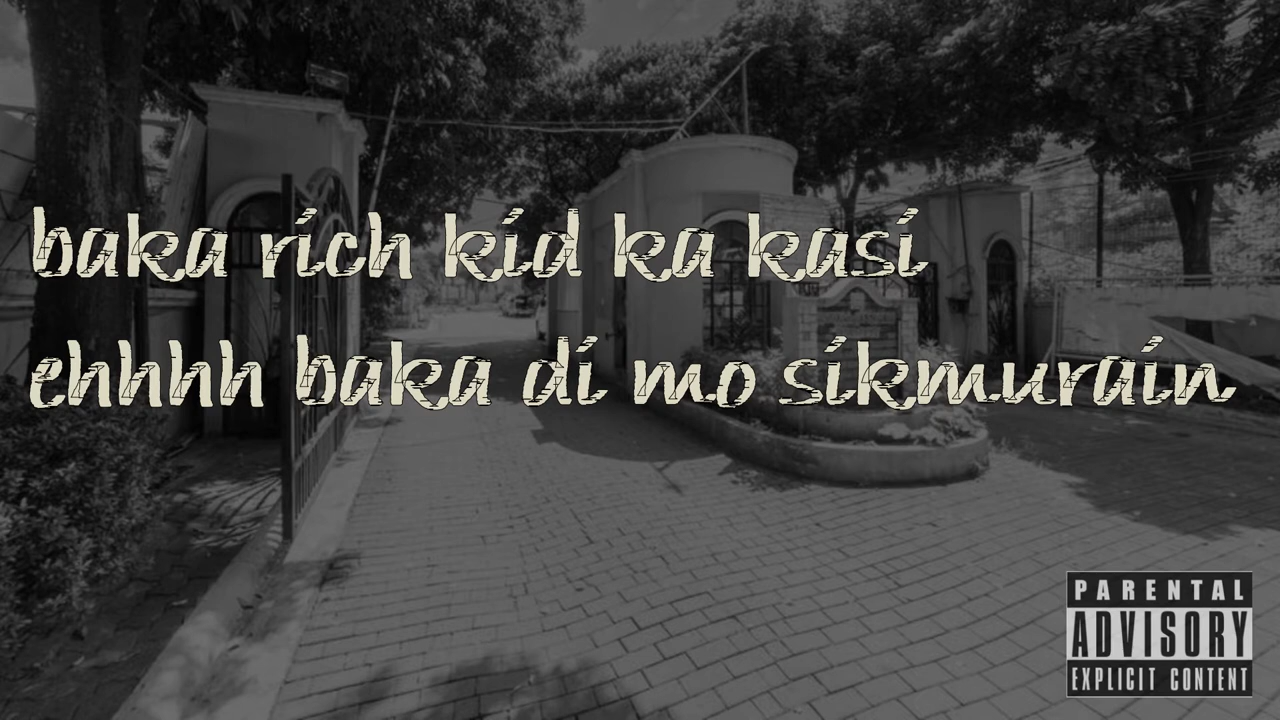 baka rich kid ka kasi
ehhhh baka di mo sikmurain
PARENTAL
ADVISORY
EXPLICIT CONTENT